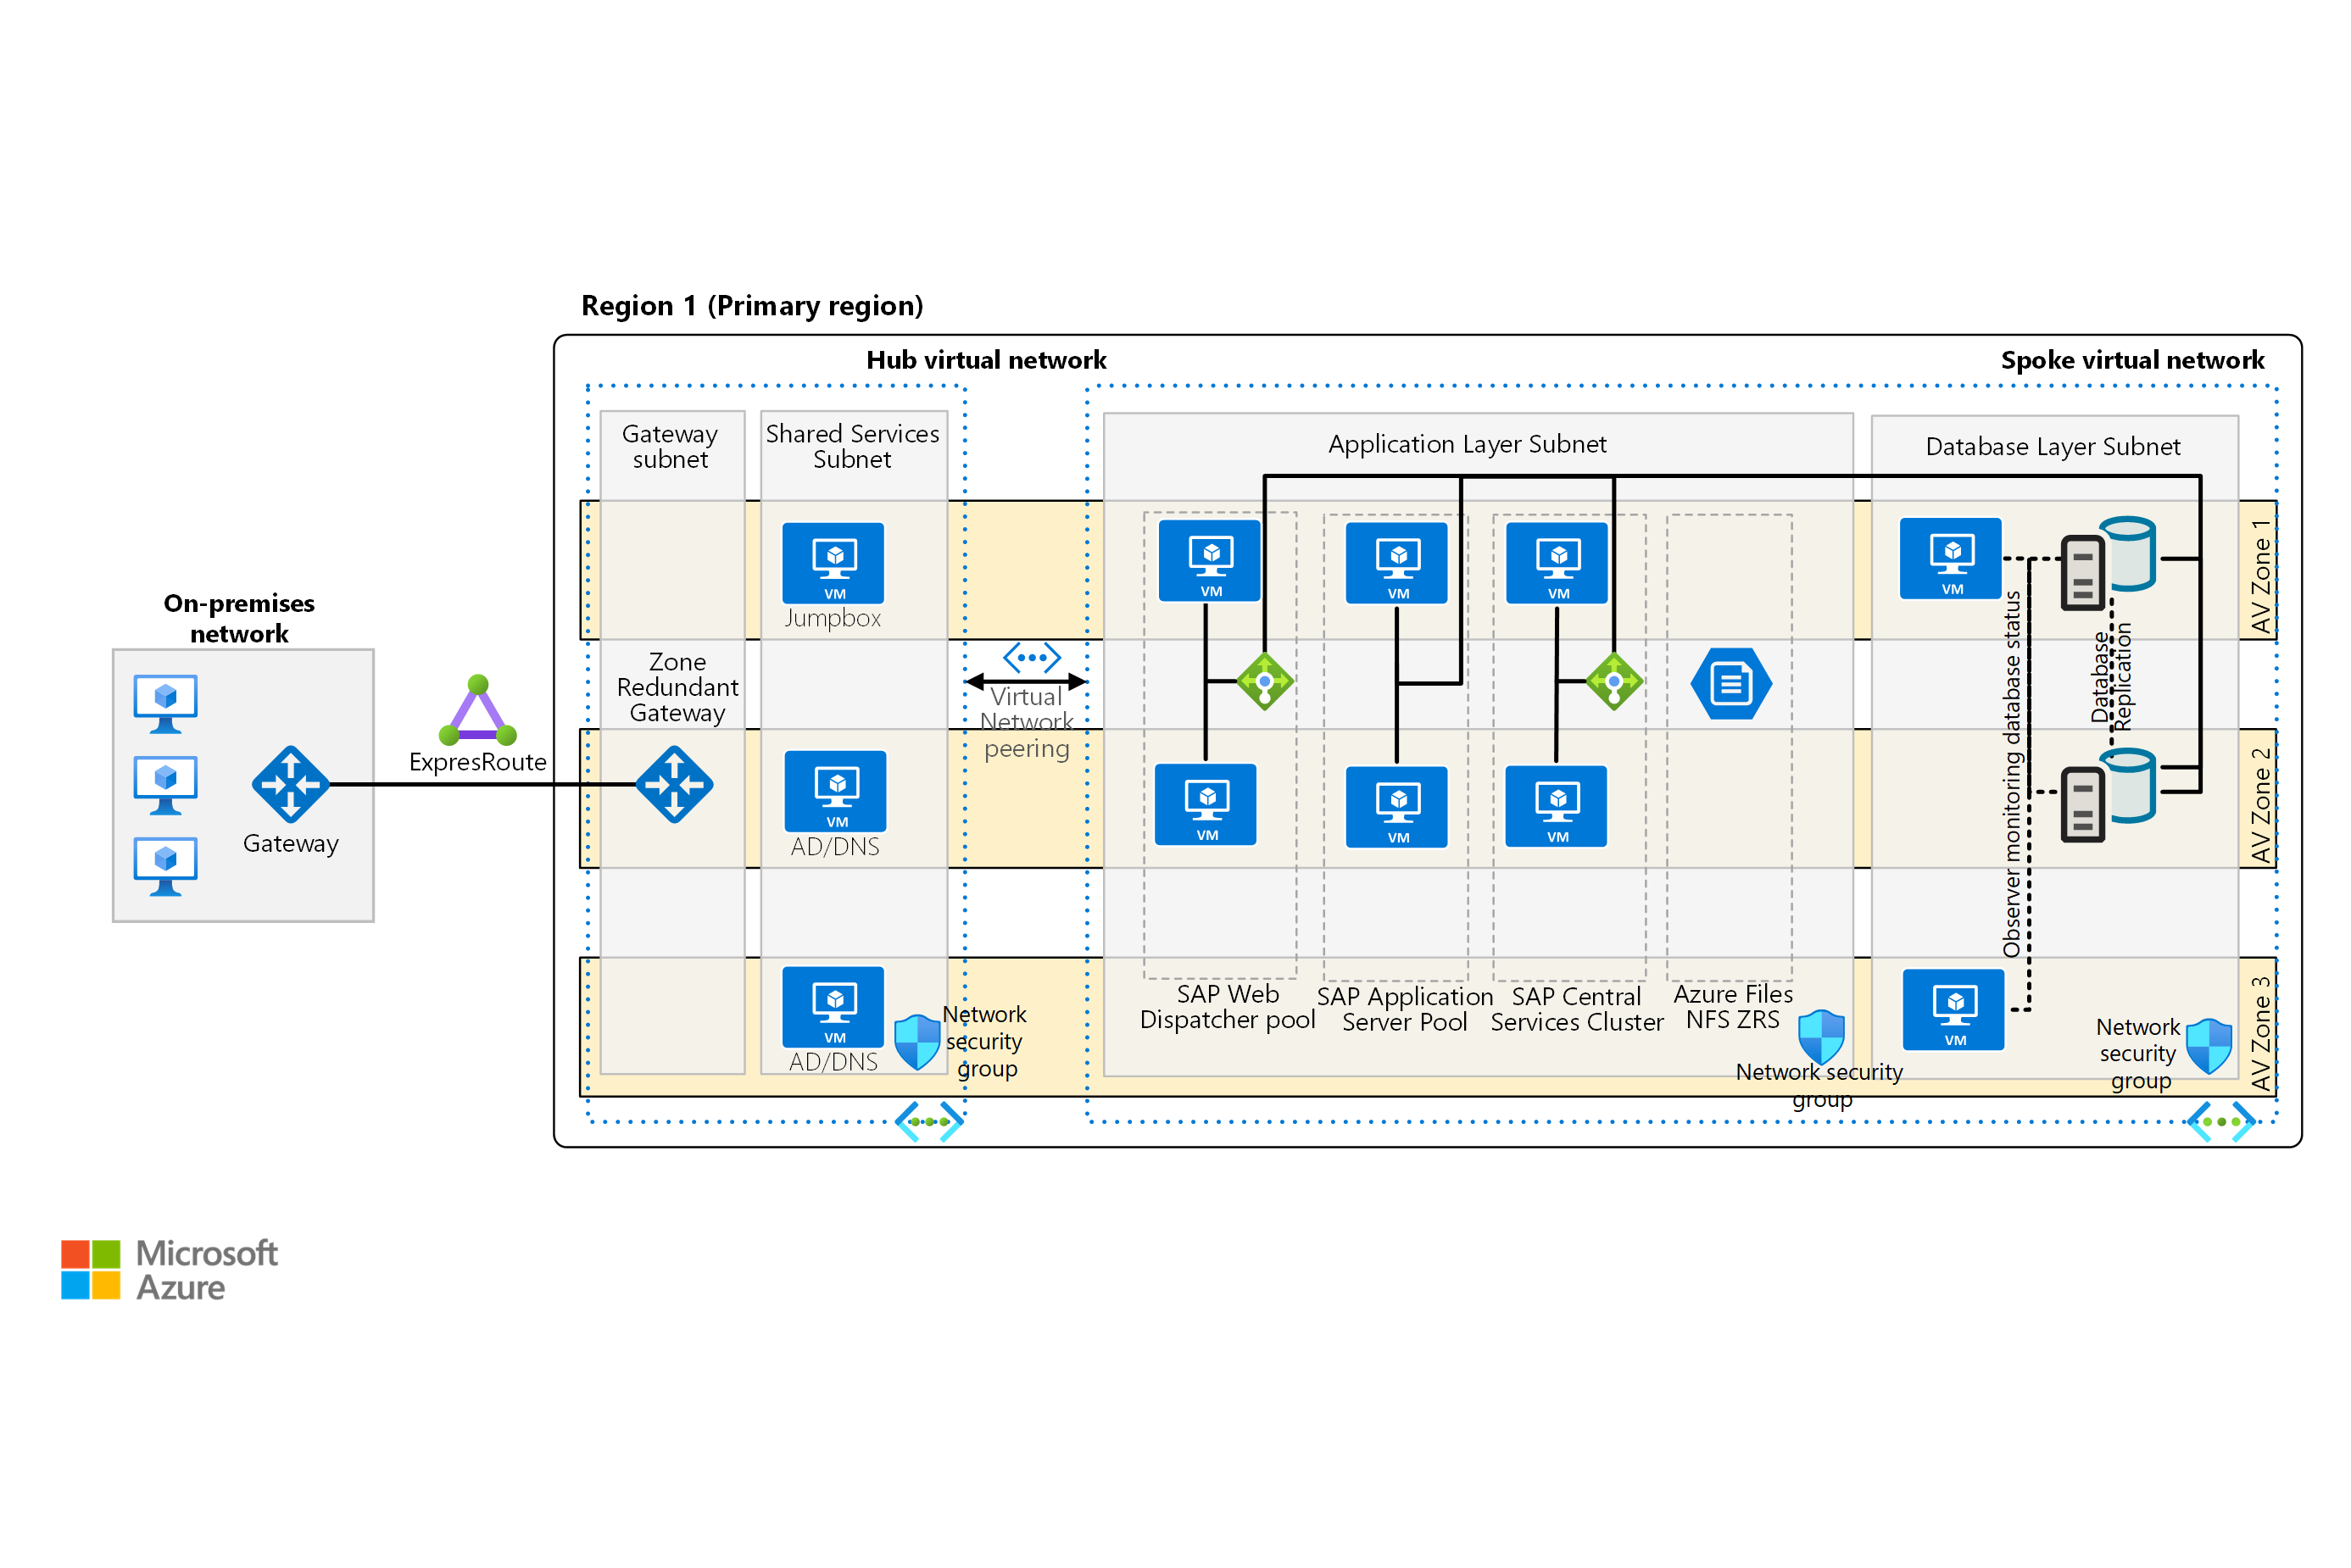 Region 1 (Primary region)
Hub virtual network
Spoke virtual network
Gateway
subnet
Shared Services
Subnet
Application Layer Subnet
Database Layer Subnet
On-premises
network
Gateway
ExpresRoute
Zone
Redundant
Gateway
VM
Jumpbox
VM
AD/DNS
VM
AD/DNS
Network
security
group
Virtual
Network
peering
VM
VM
SAP Web
Dispatcher pool
VM
VM
SAP Application
Server Pool
VM
VM
SAP Central
Services Cluster
Azure Files
NFS ZRS
Network security
group
VM
VM
Observer monitoring database status
Database
Replication
Network
security
group
AV Zone 1
AV Zone 2
AV Zone 3
Microsoft
Azure